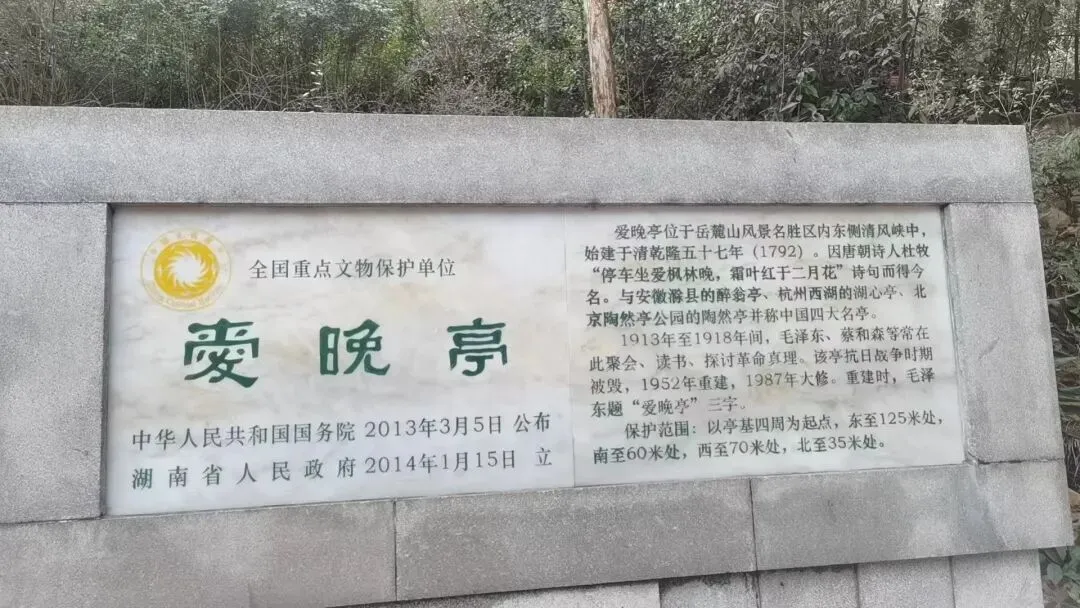 全国重点文物保护单位
愛晚亭
中华人民共和国国务院 2013年3月5日 公布
湖南省人民政府 2014年1月15日 立
爱晚亭位于岳麓山风景名胜区内东侧清风峡中，
始建于清乾隆五十七年（1792）。因唐朝诗人杜牧
“停车坐爱枫林晚，霜叶红于二月花”诗句而得今
名。与安徽滁县的醉翁亭、杭州西湖的湖心亭、北
京陶然亭公园的陶然亭并称中国四大名亭。
1913年至1918年间，毛泽东、蔡和森等常在
此聚会、读书、探讨革命真理。该亭抗日战争时期
被毁，1952年重建，1987年大修。重建时，毛泽
东题“爱晚亭”三字。
保护范围：以亭基四周为起点，东至125米处，
南至60米处，西至70米处，北至35米处。